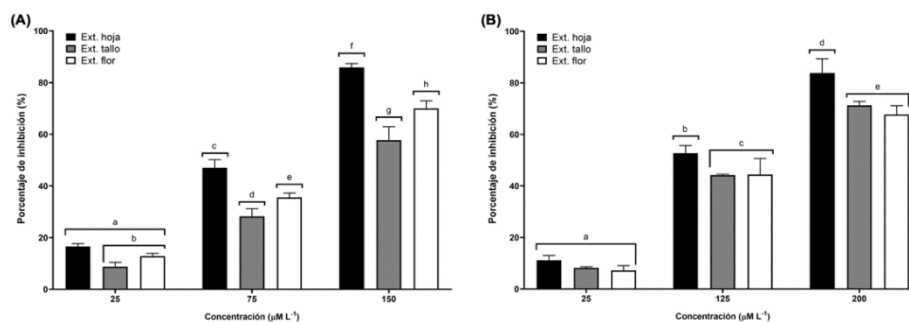 (A)
Ext. hoja
Ext. tallo
Ext. flor
Porcentaje de inhibición (%)
100
80
60
40
20
0
a
b
c
d
e
f
g
h
25
75
150
Concentración (µM L⁻¹)
(B)
Ext. hoja
Ext. tallo
Ext. flor
Porcentaje de inhibición (%)
100
80
60
40
20
0
a
b
c
d
e
25
125
200
Concentración (µM L⁻¹)